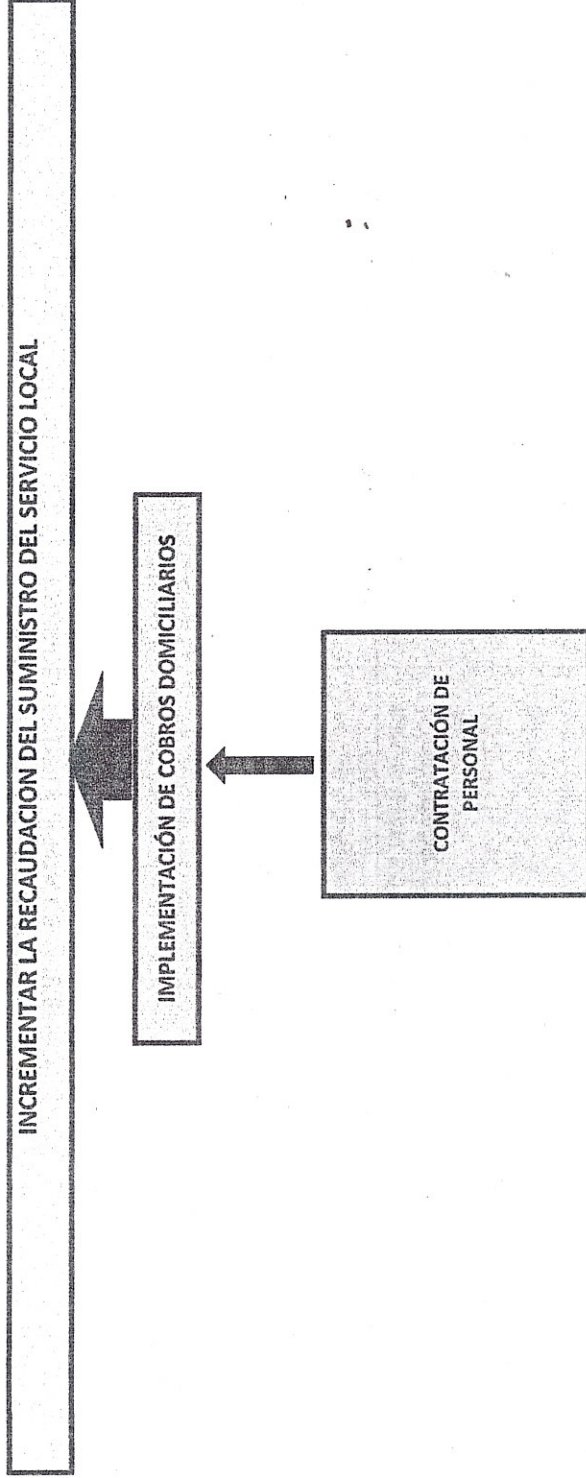 INCREMENTAR LA RECAUDACION DEL SUMINISTRO DEL SERVICIO LOCAL
IMPLEMENTACIÓN DE COBROS DOMICILIARIOS
CONTRATACIÓN DE
PERSONAL